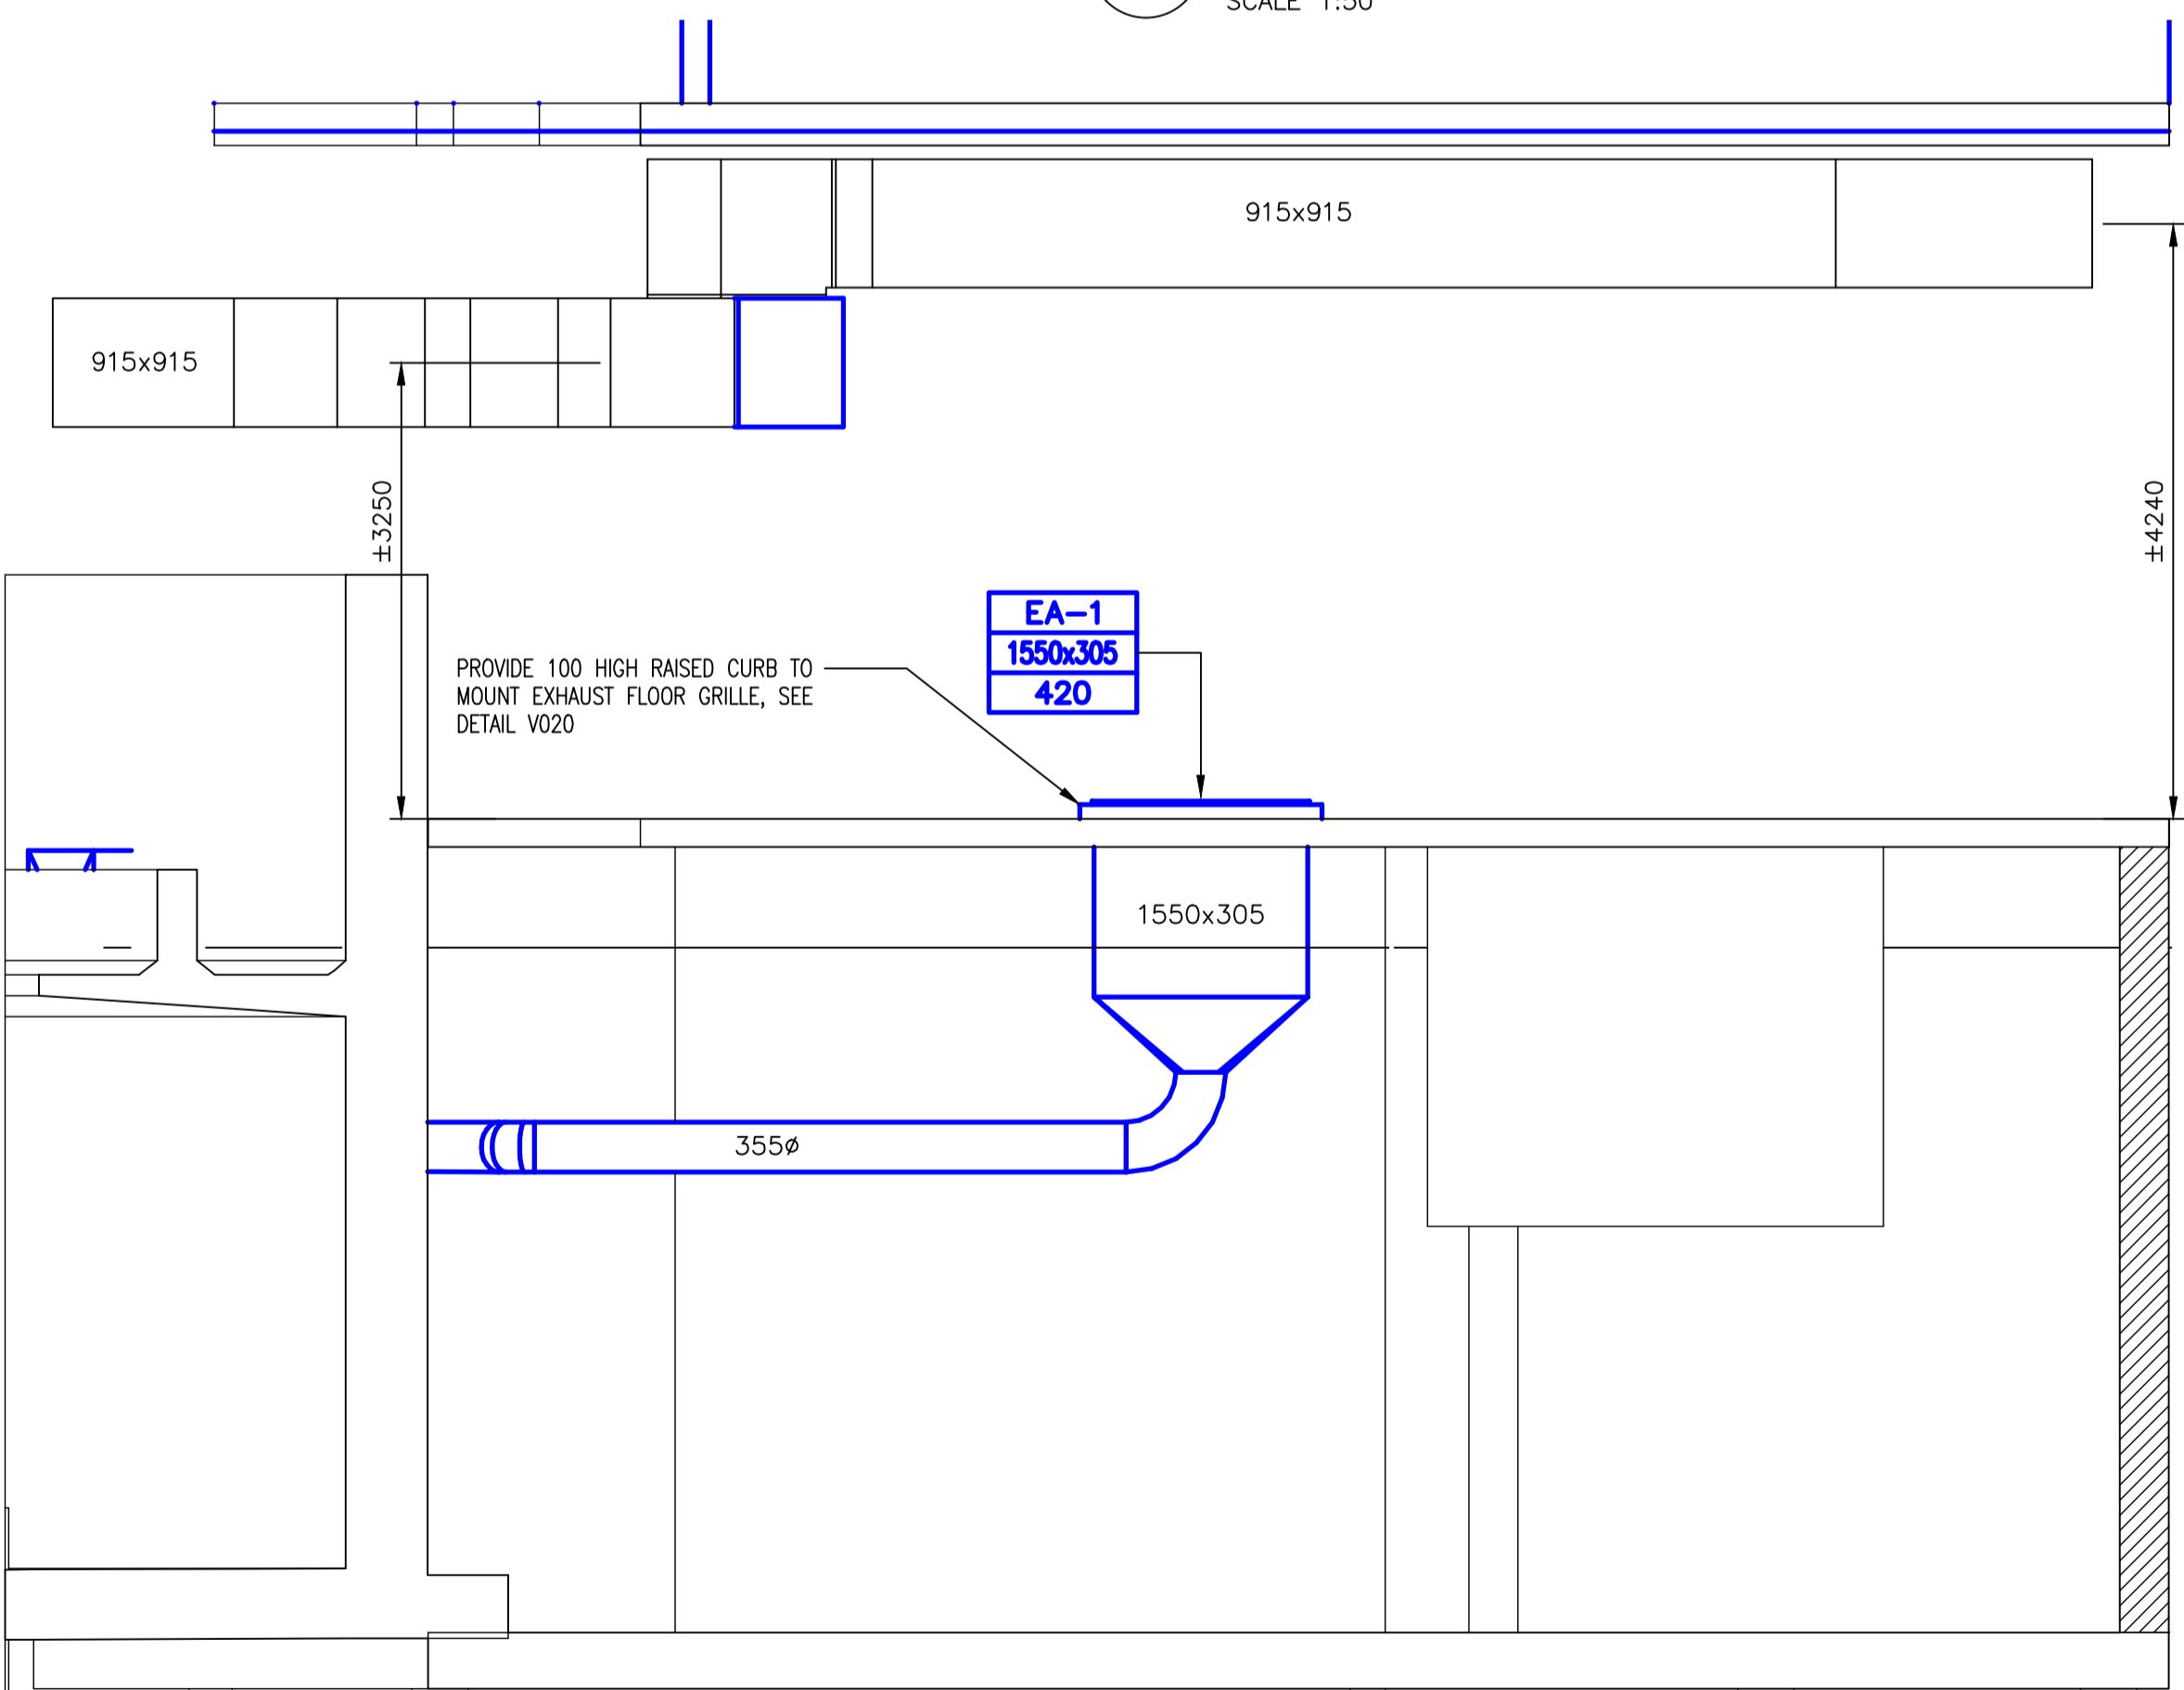 SCALE 1:50
915x915
915x915
±3250
±4240
EA-1
1550x305
420
PROVIDE 100 HIGH RAISED CURB TO
MOUNT EXHAUST FLOOR GRILLE, SEE
DETAIL V020
1550x305
355ø